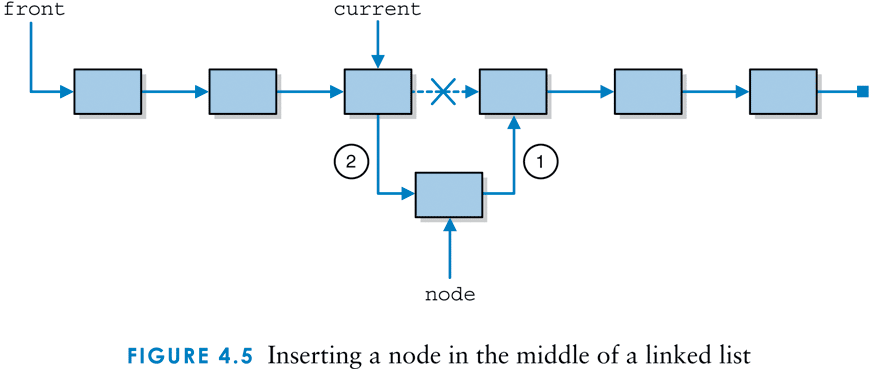 front
current
2
1
node
FIGURE 4.5 Inserting a node in the middle of a linked list